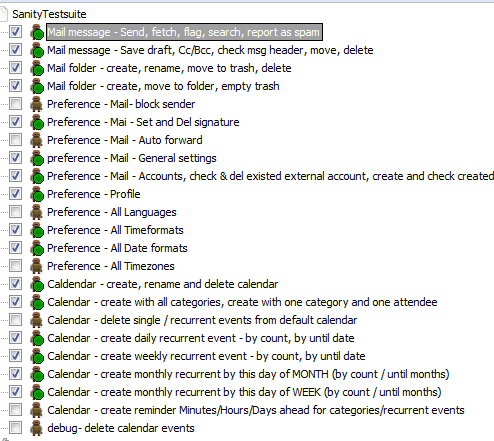 SanityTestsuite
Mail message - Send, fetch, flag, search, report as spam
Mail message - Save draft, Cc/Bcc, check msg header, move, delete
Mail folder - create, rename, move to trash, delete
Mail folder - create, move to folder, empty trash
Preference - Mail- block sender
Preference - Mai - Set and Del signature
Preference - Mail - Auto forward
preference - Mail - General settings
Preference - Mail - Accounts, check & del existed external account, create and check created
Preference - Profile
Preference - All Languages
Preference - All Timeformats
Preference - All Date formats
Preference - All Timezones
Caldendar - create, rename and delete calendar
Calendar - create with all categories, create with one category and one attendee
Calendar - delete single / recurrent events from default calendar
Calendar - create daily recurrent event - by count, by until date
Calendar - create weekly recurrent event - by count, by until date
Calendar - create monthly recurrent by this day of MONTH (by count / until months)
Calendar - create monthly recurrent by this day of WEEK (by count / until months)
Calendar - create reminder Minutes/Hours/Days ahead for categories/recurrent events
debug- delete calendar events